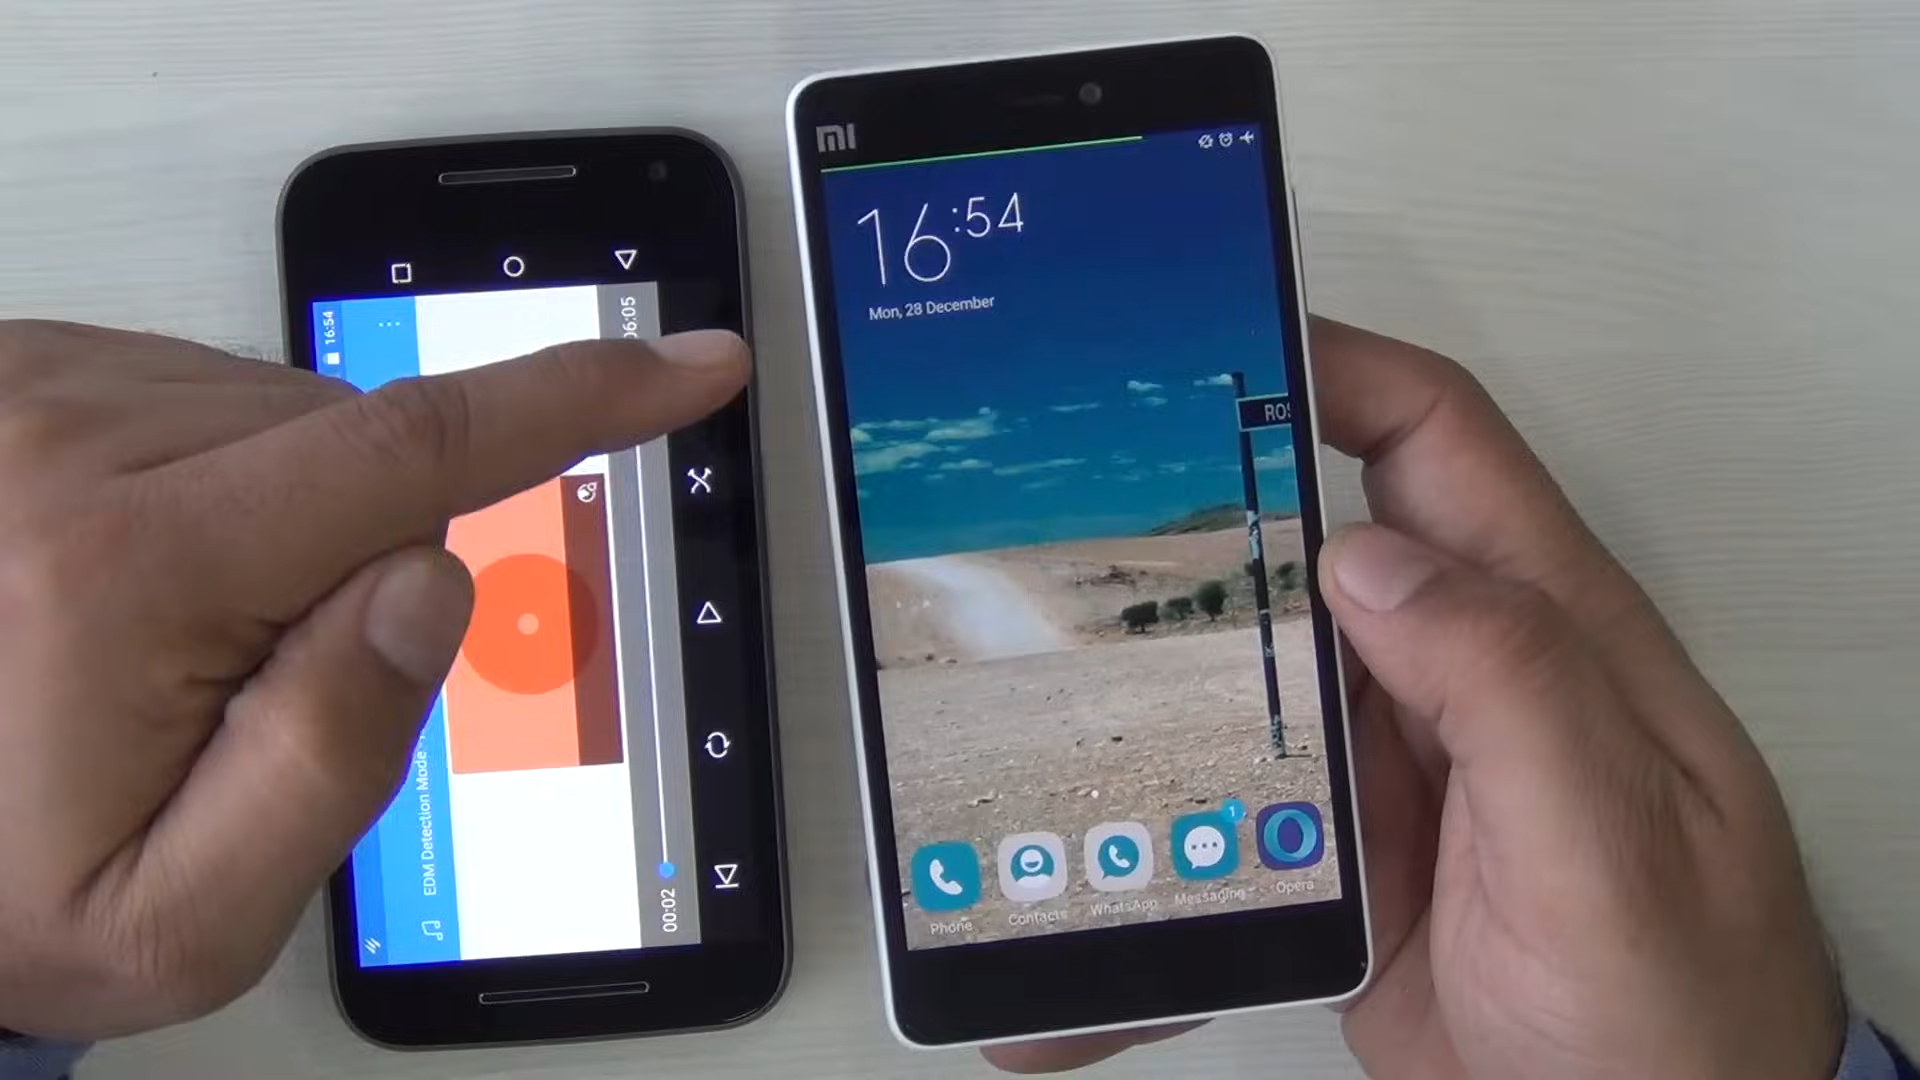 16:54
06:05
EDM Detection Mode -
00:02
MI
16:54
Mon, 28 December
ROS
1
Phone
Contacts
WhatsApp
Messaging
Opera